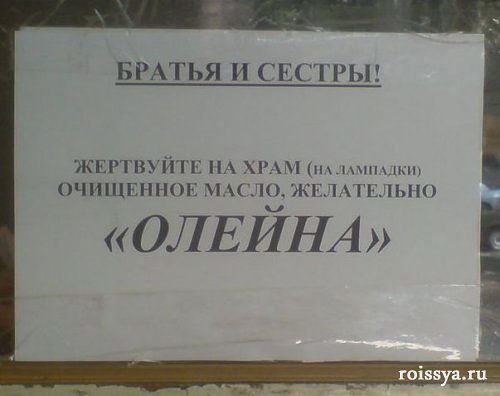 БРАТЬЯ И СЕСТРЫ!
ЖЕРТВУЙТЕ НА ХРАМ (НА ЛАМПАДКИ)
ОЧИЩЕННОЕ МАСЛО, ЖЕЛАТЕЛЬНО
«ОЛЕЙНА»
roissya.ru